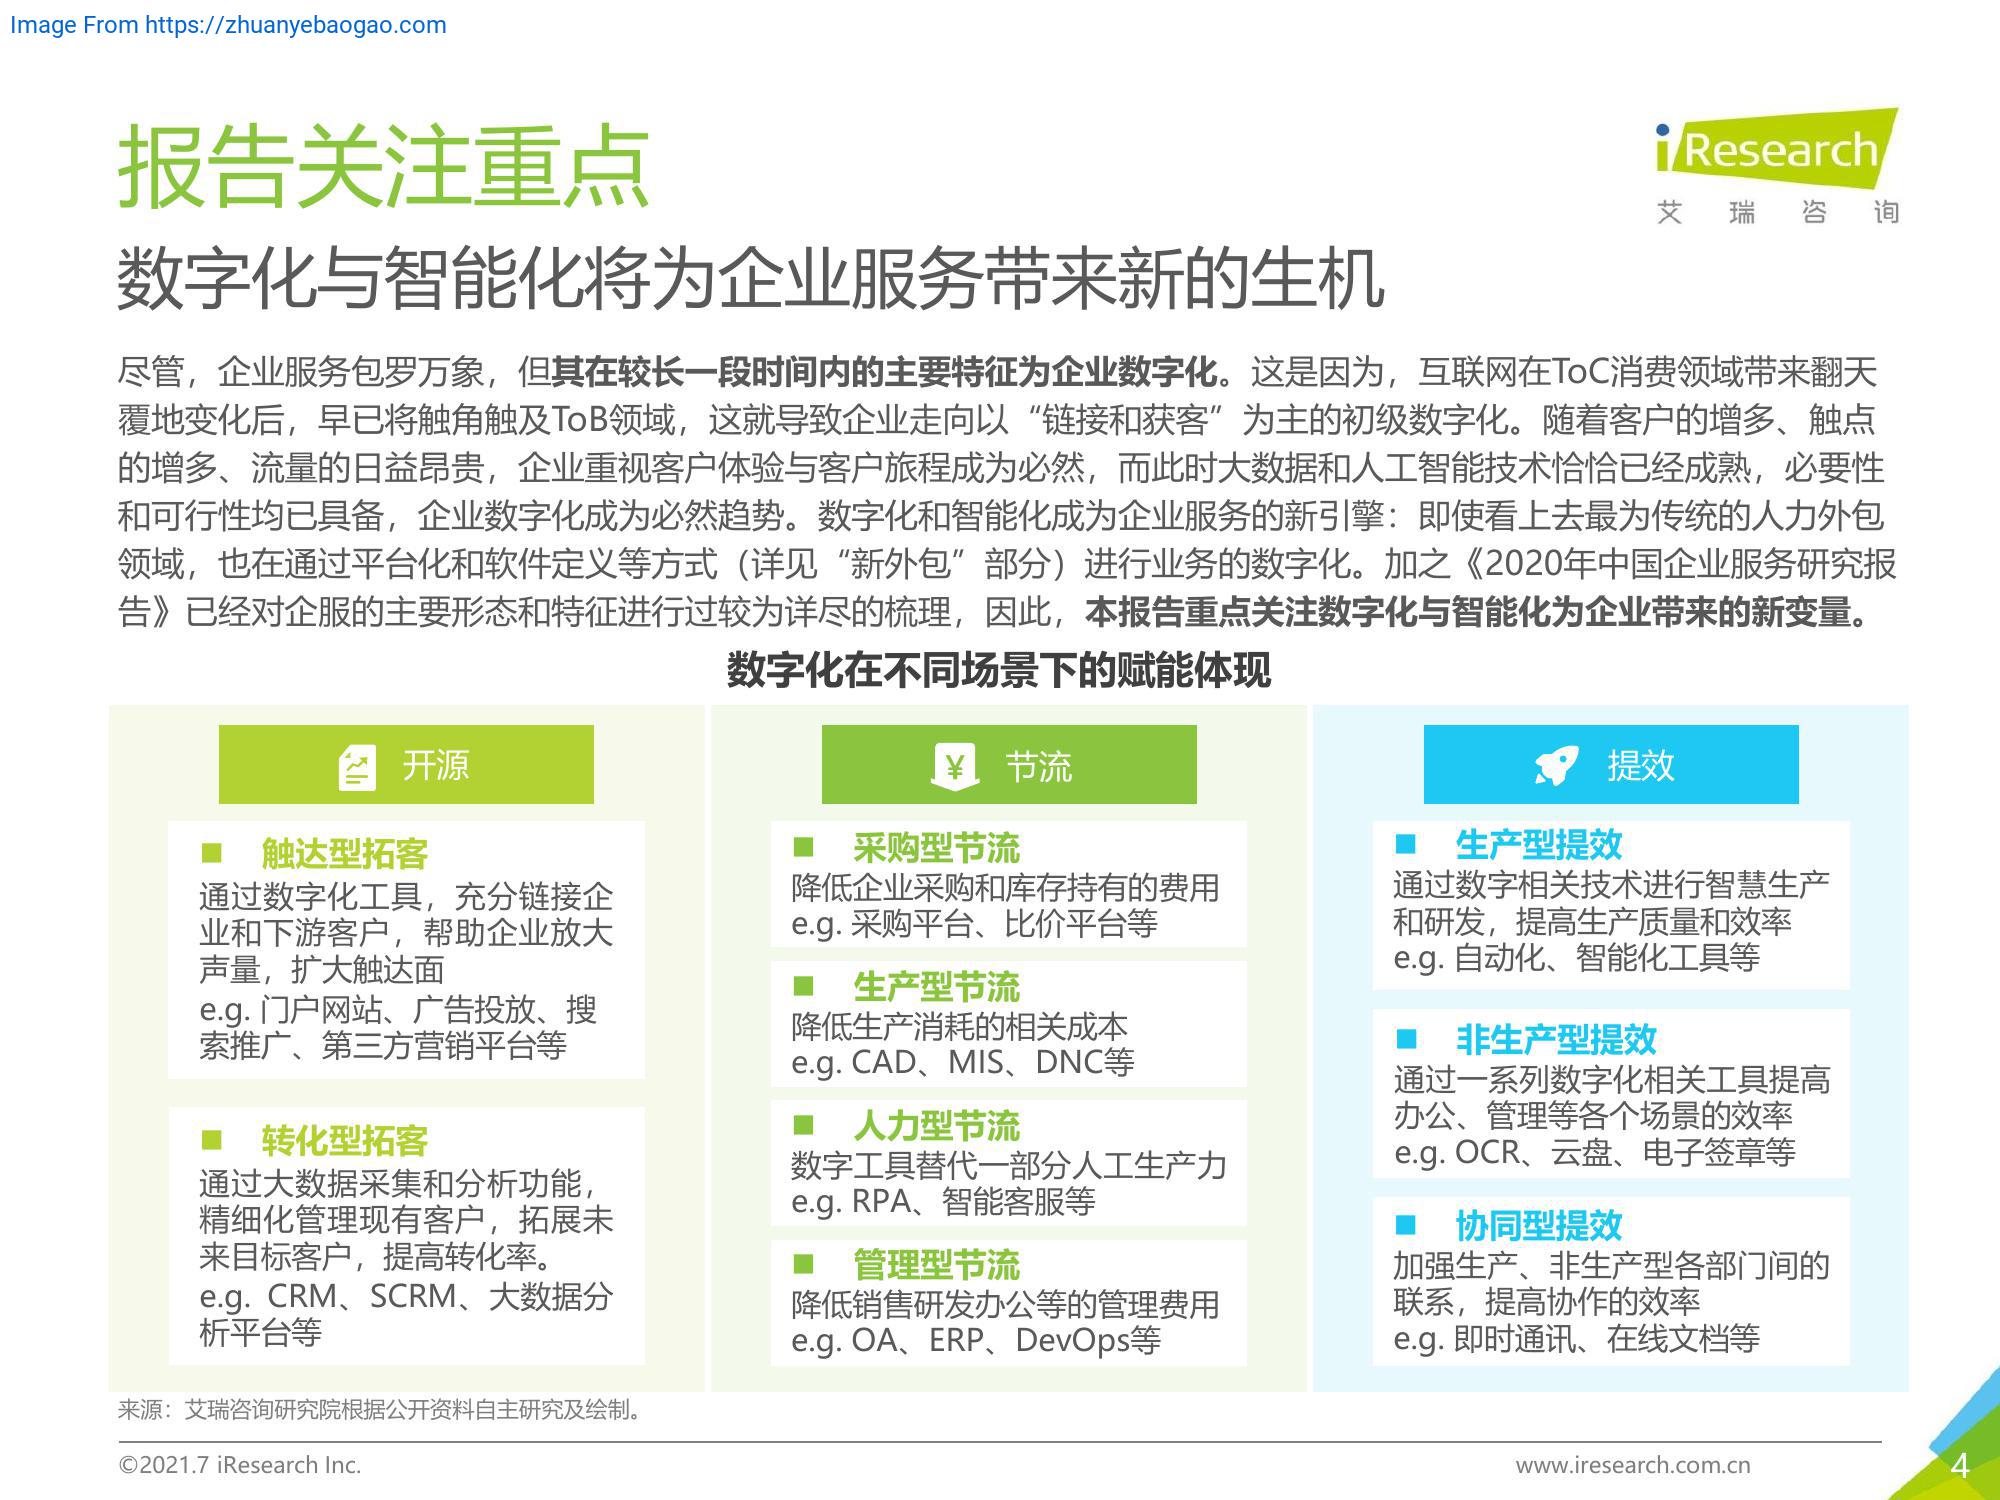 Image From https://zhuanyebaogao.com
报告关注重点
iResearch
艾瑞咨询
数字化与智能化将为企业服务带来新的生机
尽管，企业服务包罗万象，但其在较长一段时间内的主要特征为企业数字化。这是因为，互联网在ToC消费领域带来翻天
覆地变化后，早已将触角触及ToB领域，这就导致企业走向以“链接和获客”为主的初级数字化。随着客户的增多、触点
的增多、流量的日益昂贵，企业重视客户体验与客户旅程成为必然，而此时大数据和人工智能技术恰恰已经成熟，必要性
和可行性均已具备，企业数字化成为必然趋势。数字化和智能化成为企业服务的新引擎：即使看上去最为传统的人力外包
领域，也在通过平台化和软件定义等方式（详见“新外包”部分）进行业务的数字化。加之《2020年中国企业服务研究报
告》已经对企服的主要形态和特征进行过较为详尽的梳理，因此，本报告重点关注数字化与智能化为企业带来的新变量。
数字化在不同场景下的赋能体现
开源
■ 触达型拓客
通过数字化工具，充分链接企
业和下游客户，帮助企业放大
声量，扩大触达面
e.g. 门户网站、广告投放、搜
索推广、第三方营销平台等
■ 转化型拓客
通过大数据采集和分析功能，
精细化管理现有客户，拓展未
来目标客户，提高转化率。
e.g. CRM、SCRM、大数据分
析平台等
¥ 节流
■ 采购型节流
降低企业采购和库存持有的费用
e.g. 采购平台、比价平台等
■ 生产型节流
降低生产消耗的相关成本
e.g. CAD、MIS、DNC等
■ 人力型节流
数字工具替代一部分人工生产力
e.g. RPA、智能客服等
■ 管理型节流
降低销售研发办公等的管理费用
e.g. OA、ERP、DevOps等
提效
■ 生产型提效
通过数字相关技术进行智慧生产
和研发，提高生产质量和效率
e.g. 自动化、智能化工具等
■ 非生产型提效
通过一系列数字化相关工具提高
办公、管理等各个场景的效率
e.g. OCR、云盘、电子签章等
■ 协同型提效
加强生产、非生产型各部门间的
联系，提高协作的效率
e.g. 即时通讯、在线文档等
来源：艾瑞咨询研究院根据公开资料自主研究及绘制。
©2021.7 iResearch Inc.
www.iresearch.com.cn
4